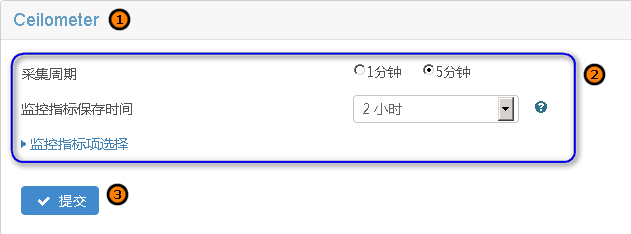 Ceilometer 1
2
采集周期 1分钟 5分钟
监控指标保存时间 2 小时 ?
监控指标项选择
提交 3